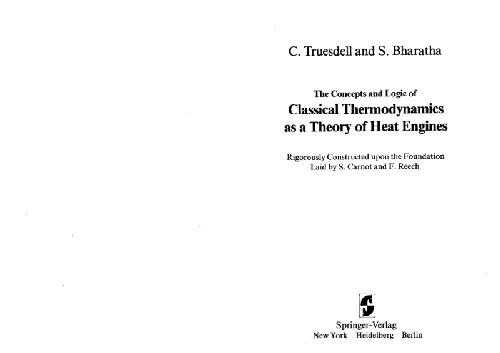 C. Truesdell and S. Bharatha
The Concepts and Logic of
Classical Thermodynamics
as a Theory of Heat Engines
Rigorously Constructed upon the Foundation
Laid by S. Carnot and F. Reech
Springer-Verlag
New York Heidelberg Berlin